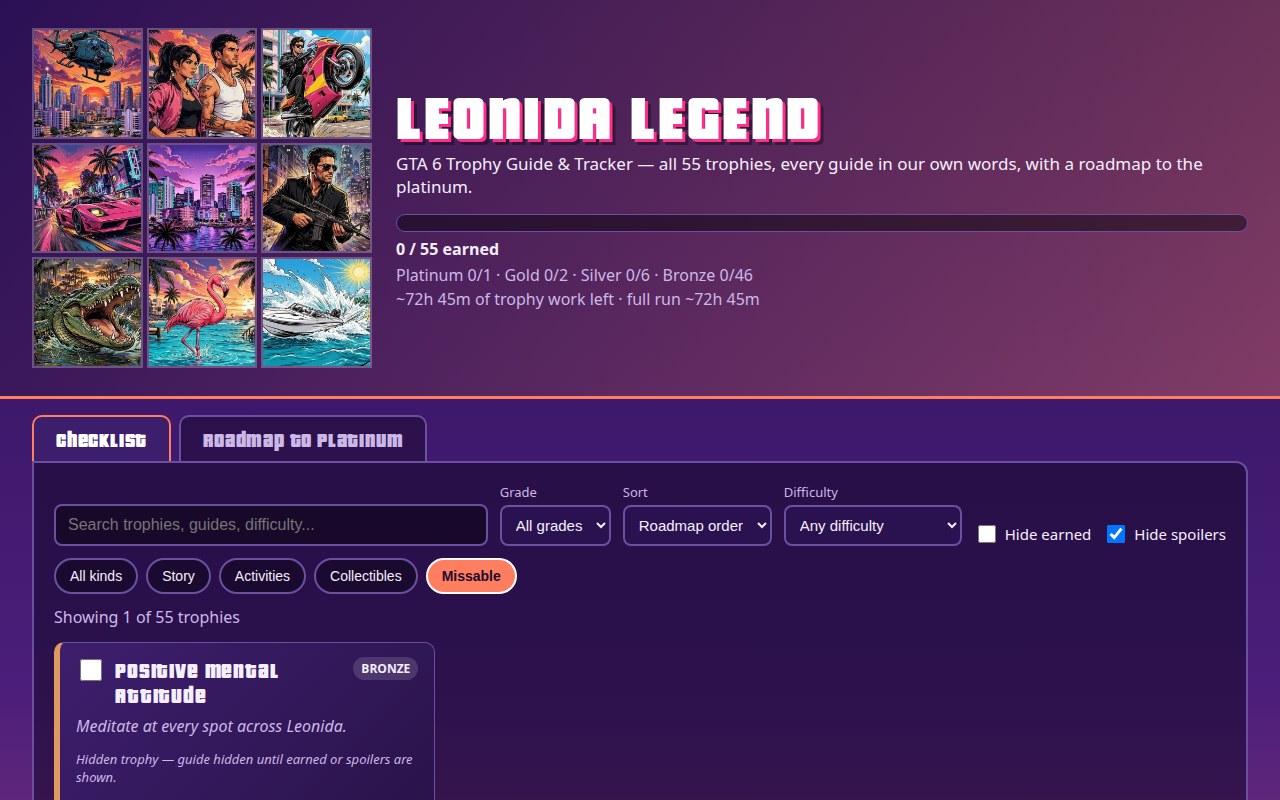 LEONIDA LEGEND
GTA 6 Trophy Guide & Tracker — all 55 trophies, every guide in our own words, with a roadmap to the
platinum.
0 / 55 earned
Platinum 0/1 · Gold 0/2 · Silver 0/6 · Bronze 0/46
~72h 45m of trophy work left · full run ~72h 45m
Checklist
Roadmap to Platinum
Grade
Sort
Difficulty
Search trophies, guides, difficulty...
All grades
Roadmap order
Any difficulty
Hide earned
Hide spoilers
All kinds
Story
Activities
Collectibles
Missable
Showing 1 of 55 trophies
Positive Mental
Attitude
BRONZE
Meditate at every spot across Leonida.
Hidden trophy — guide hidden until earned or spoilers are
shown.